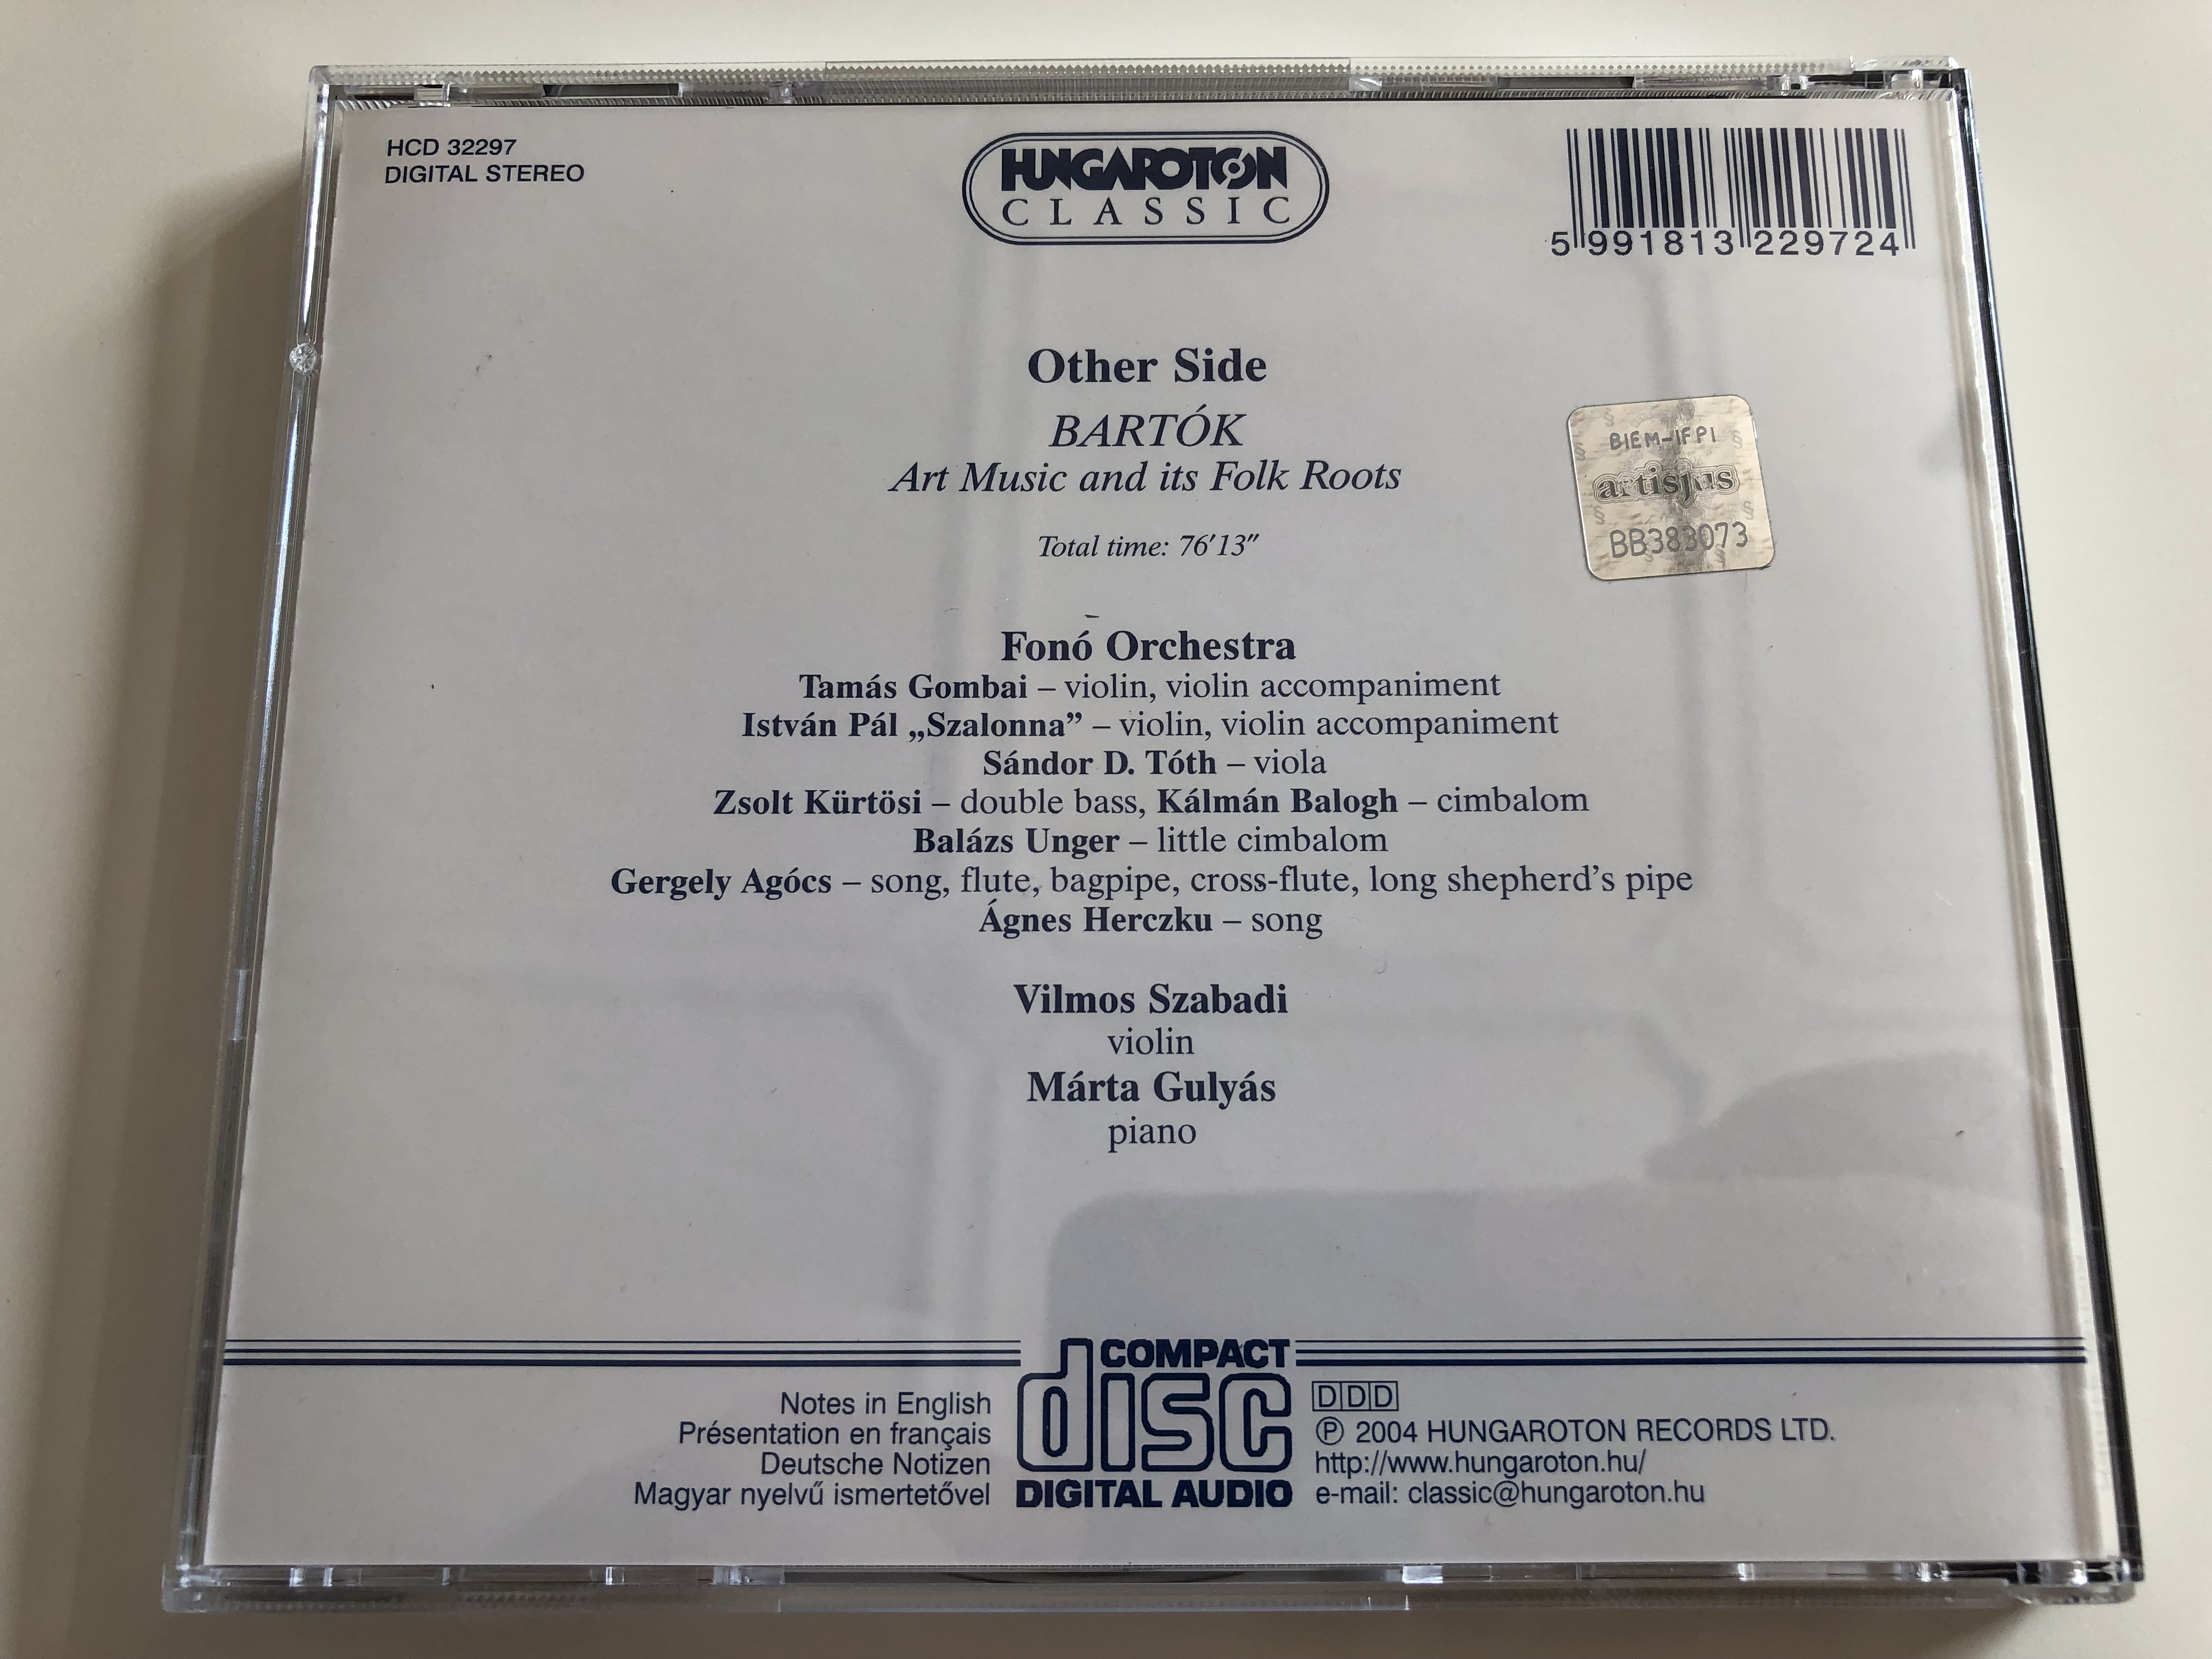 HCD 32297
DIGITAL STEREO
HUNGAROTON
CLASSIC
5 991813 229724
Other Side
BARTÓK
Art Music and its Folk Roots
Total time: 76′13″
BIEM-IFPI
artisjus
BB383073
Fonó Orchestra
Tamás Gombai – violin, violin accompaniment
István Pál „Szalonna” – violin, violin accompaniment
Sándor D. Tóth – viola
Zsolt Kürtösi – double bass, Kálmán Balogh – cimbalom
Balázs Unger – little cimbalom
Gergely Agócs – song, flute, bagpipe, cross-flute, long shepherd's pipe
Ágnes Herczku – song
Vilmos Szabadi
violin
Márta Gulyás
piano
Notes in English
Présentation en français
Deutsche Notizen
Magyar nyelvű ismertetővel
COMPACT
disc
DIGITAL AUDIO
DDD
℗ 2004 HUNGAROTON RECORDS LTD.
http://www.hungaroton.hu/
e-mail: classic@hungaroton.hu